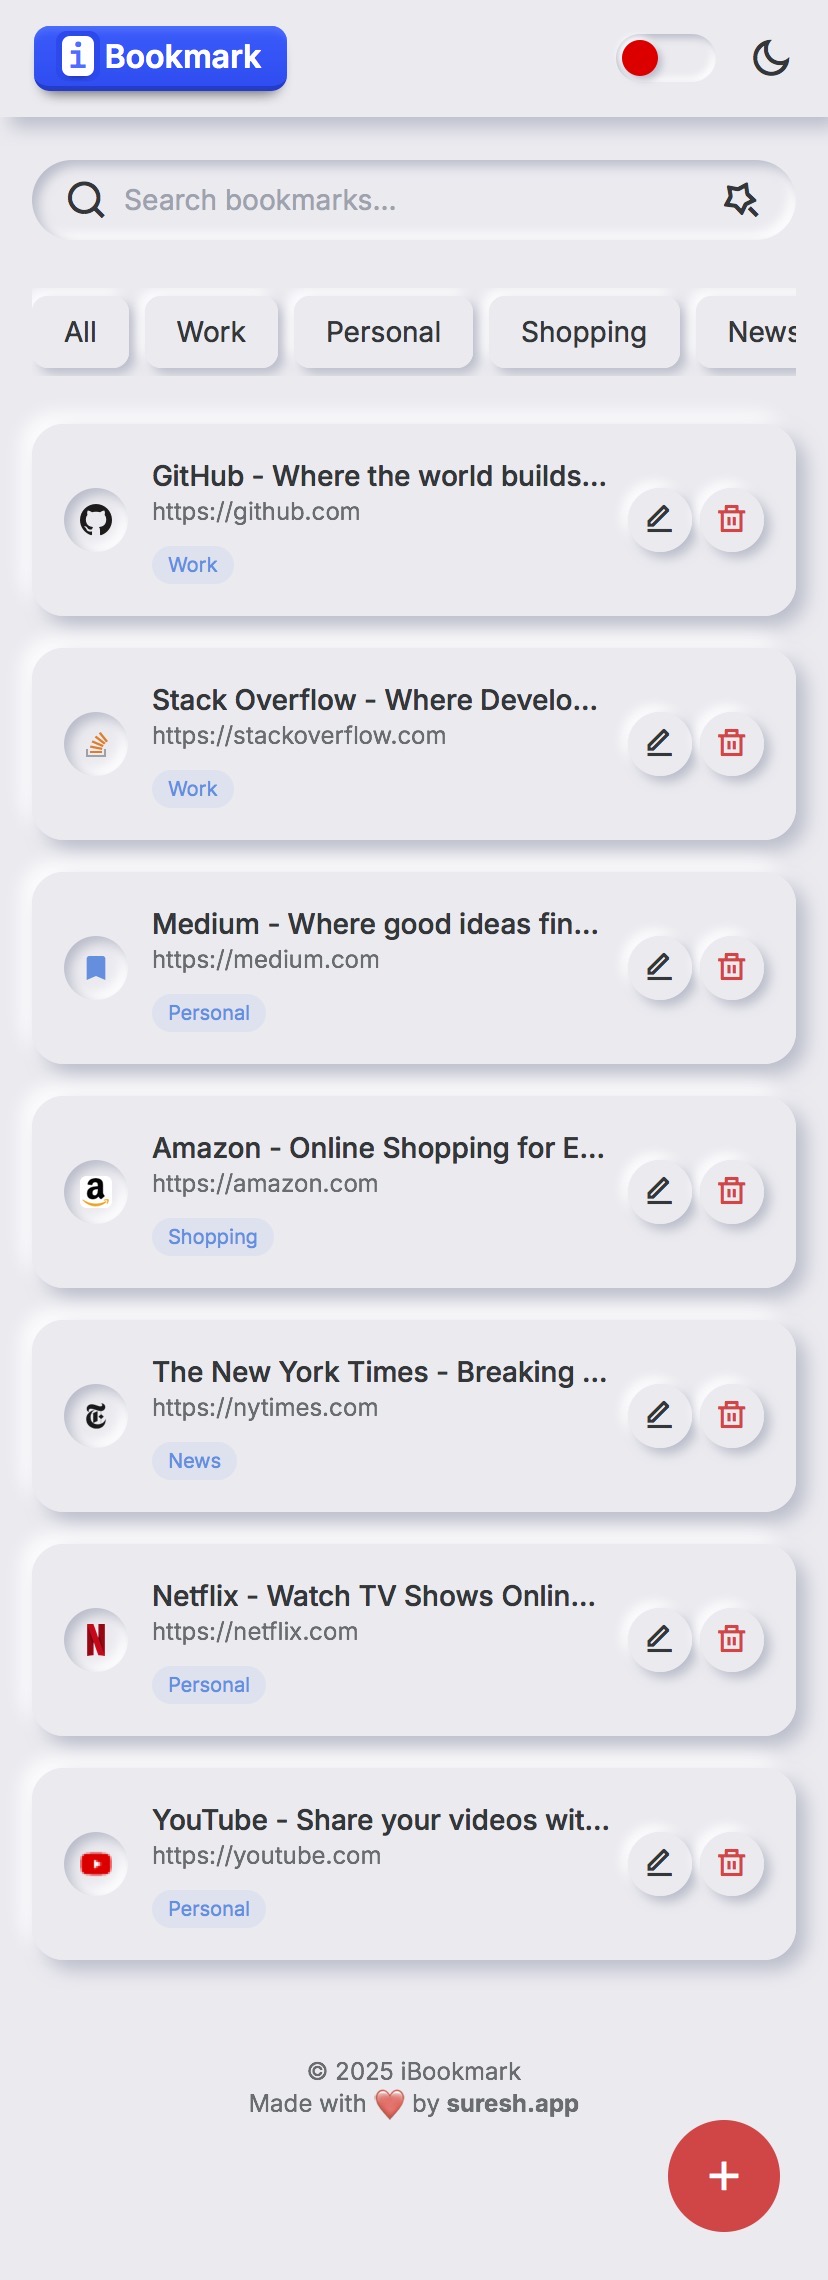 i Bookmark
Search bookmarks...
All Work Personal Shopping News
GitHub - Where the world builds...
https://github.com
Work
Stack Overflow - Where Develo...
https://stackoverflow.com
Work
Medium - Where good ideas fin...
https://medium.com
Personal
Amazon - Online Shopping for E...
https://amazon.com
Shopping
The New York Times - Breaking ...
https://nytimes.com
News
Netflix - Watch TV Shows Onlin...
https://netflix.com
Personal
YouTube - Share your videos wit...
https://youtube.com
Personal
© 2025 iBookmark
Made with ❤️ by suresh.app